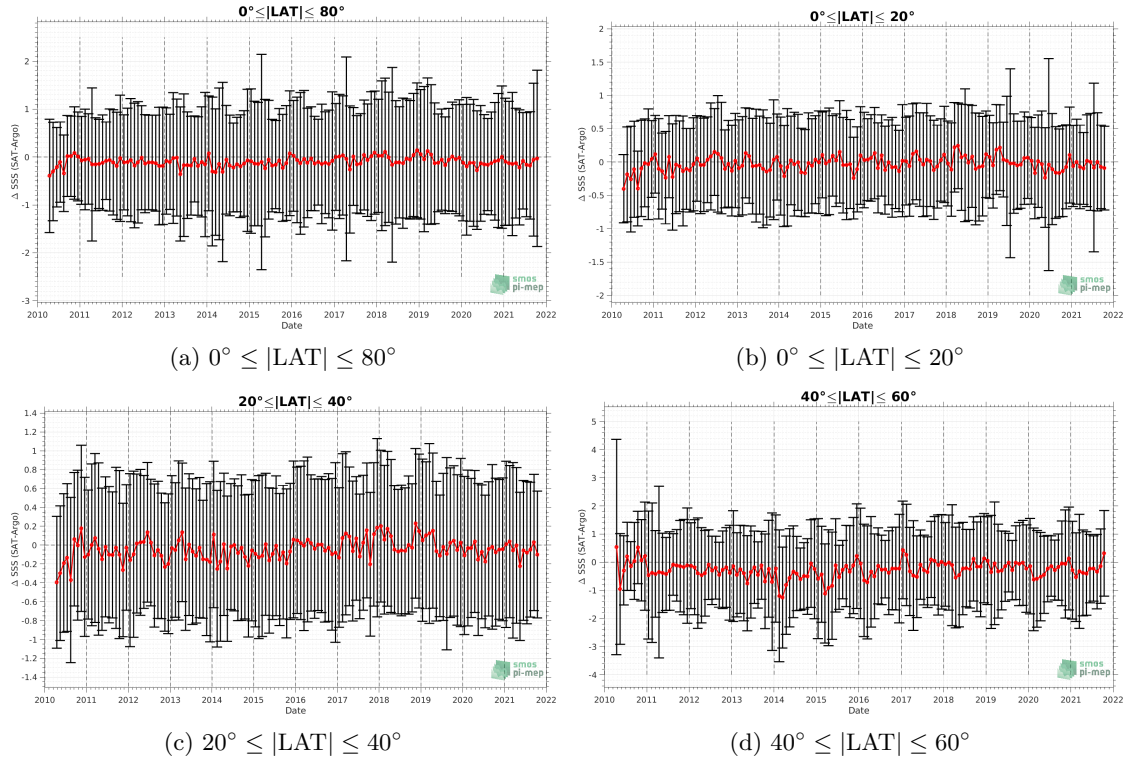 0°≤|LAT|≤ 80°
Δ SSS (SAT-Argo)
2
1
0
-1
-2
-3
2010 2011 2012 2013 2014 2015 2016 2017 2018 2019 2020 2021 2022
Date
smos
pi-mep
(a) 0° ≤ |LAT| ≤ 80°
0°≤|LAT|≤ 20°
Δ SSS (SAT-Argo)
2
1.5
1
0.5
0
-0.5
-1
-1.5
-2
2010 2011 2012 2013 2014 2015 2016 2017 2018 2019 2020 2021 2022
Date
smos
pi-mep
(b) 0° ≤ |LAT| ≤ 20°
20°≤|LAT|≤ 40°
Δ SSS (SAT-Argo)
1.4
1.2
1
0.8
0.6
0.4
0.2
0
-0.2
-0.4
-0.6
-0.8
-1
-1.2
-1.4
2010 2011 2012 2013 2014 2015 2016 2017 2018 2019 2020 2021 2022
Date
smos
pi-mep
(c) 20° ≤ |LAT| ≤ 40°
40°≤|LAT|≤ 60°
Δ SSS (SAT-Argo)
5
4
3
2
1
0
-1
-2
-3
-4
2010 2011 2012 2013 2014 2015 2016 2017 2018 2019 2020 2021 2022
Date
smos
pi-mep
(d) 40° ≤ |LAT| ≤ 60°